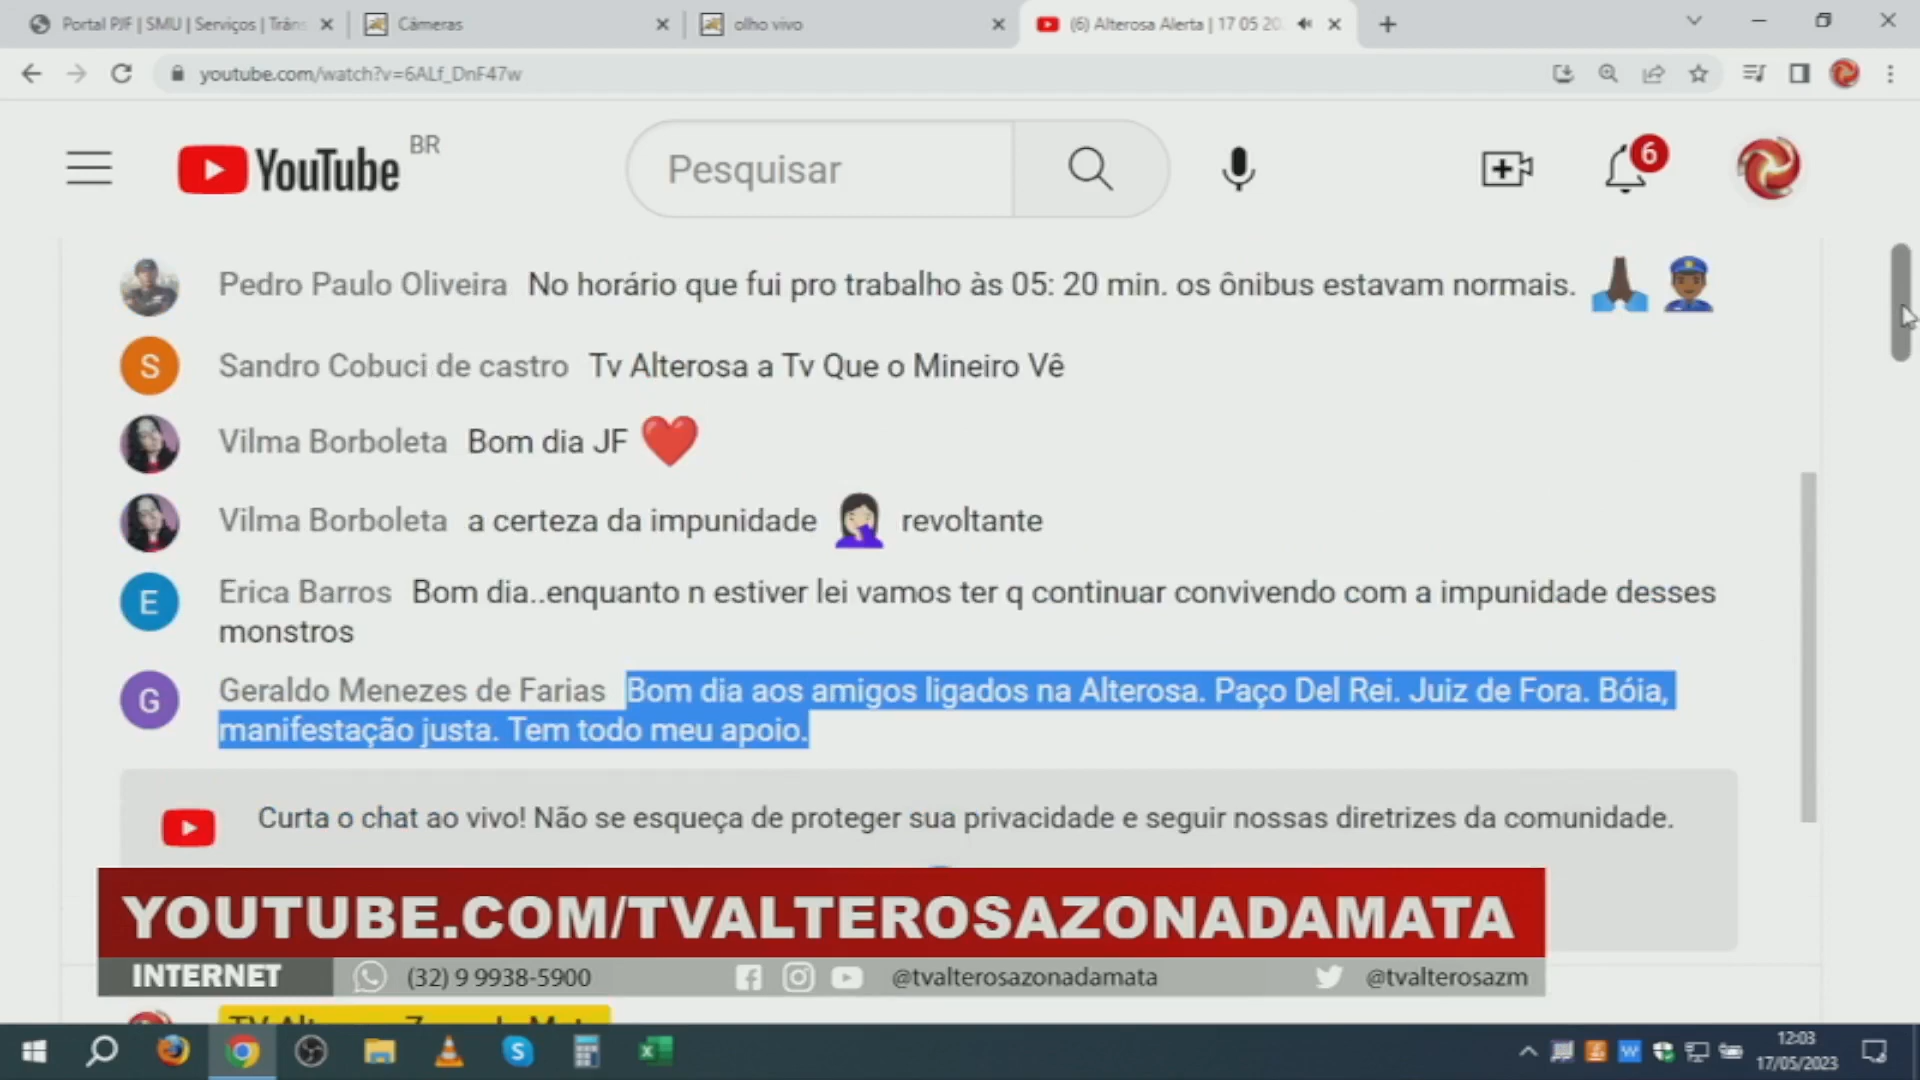 Portal PJF | SMU | Serviços | Trâns
Câmeras
olho vivo
(6) Alterosa Alerta | 17 05 20
youtube.com/watch?v=6ALf_DnF47w
YouTube BR
Pesquisar
6
Pedro Paulo Oliveira No horário que fui pro trabalho às 05: 20 min. os ônibus estavam normais.
S
Sandro Cobuci de castro Tv Alterosa a Tv Que o Mineiro Vê
Vilma Borboleta Bom dia JF
Vilma Borboleta a certeza da impunidade revoltante
E
Erica Barros Bom dia..enquanto n estiver lei vamos ter q continuar convivendo com a impunidade desses
monstros
G
Geraldo Menezes de Farias Bom dia aos amigos ligados na Alterosa. Paço Del Rei. Juiz de Fora. Bóia,
manifestação justa. Tem todo meu apoio.
Curta o chat ao vivo! Não se esqueça de proteger sua privacidade e seguir nossas diretrizes da comunidade.
YOUTUBE.COM/TVALTEROSAZONADAMATA
INTERNET (32) 9 9938-5900 @tvalterosazonadamata @tvalterosazm
12:03
17/05/2023